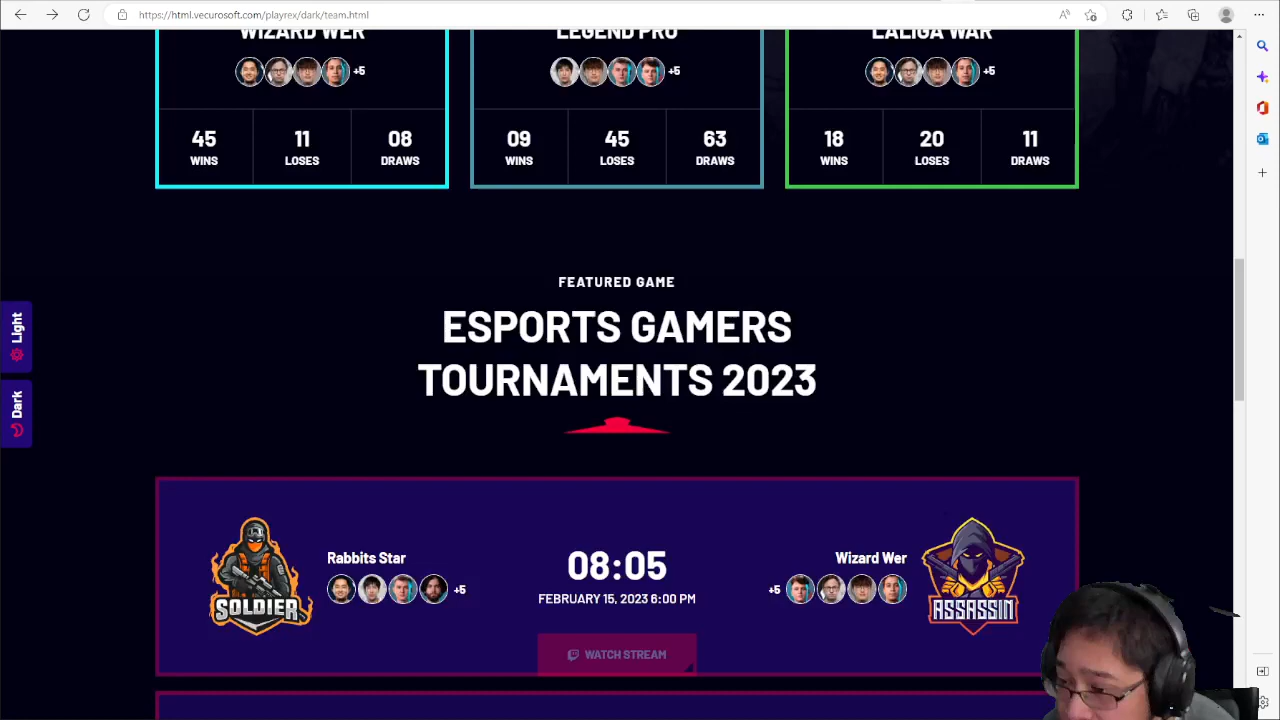 https://html.vecurosoft.com/playrex/dark/team.html
WIZARD WER
LEGEND PRO
LALIGA WAR
+5
+5
+5
45
11
08
09
45
63
18
20
11
WINS
LOSES
DRAWS
WINS
LOSES
DRAWS
WINS
LOSES
DRAWS
FEATURED GAME
ESPORTS GAMERS
TOURNAMENTS 2023
Light
Dark
SOLDIER
Rabbits Star
+5
08:05
FEBRUARY 15, 2023 6:00 PM
WATCH STREAM
Wizard Wer
+5
ASSASSIN